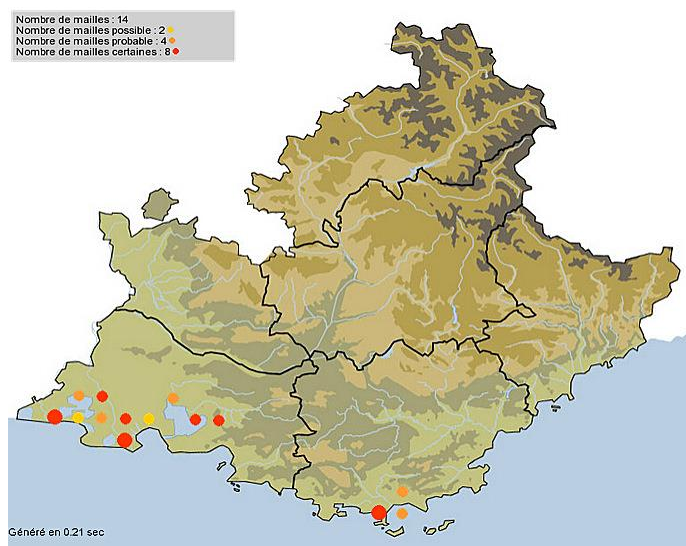 Nombre de mailles : 14
Nombre de mailles possible : 2
Nombre de mailles probable : 4
Nombre de mailles certaines : 8
Généré en 0.21 sec